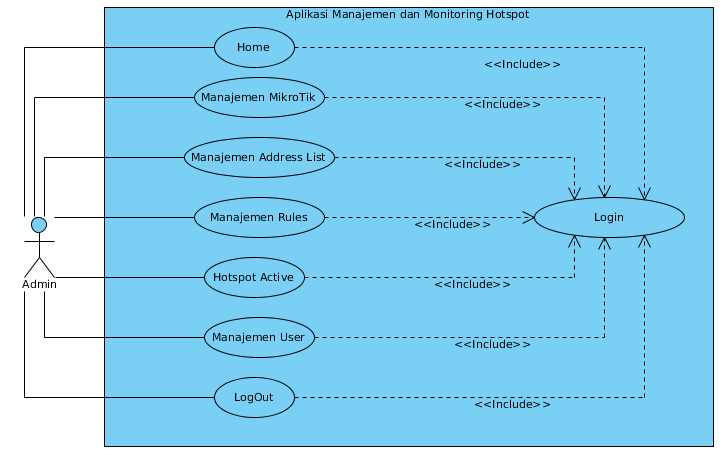 Aplikasi Manajemen dan Monitoring Hotspot
Home
<<Include>>
Manajemen MikroTik
<<Include>>
Manajemen Address List
<<Include>>
Manajemen Rules
<<Include>>
Login
Admin
Hotspot Active
<<Include>>
Manajemen User
<<Include>>
LogOut
<<Include>>